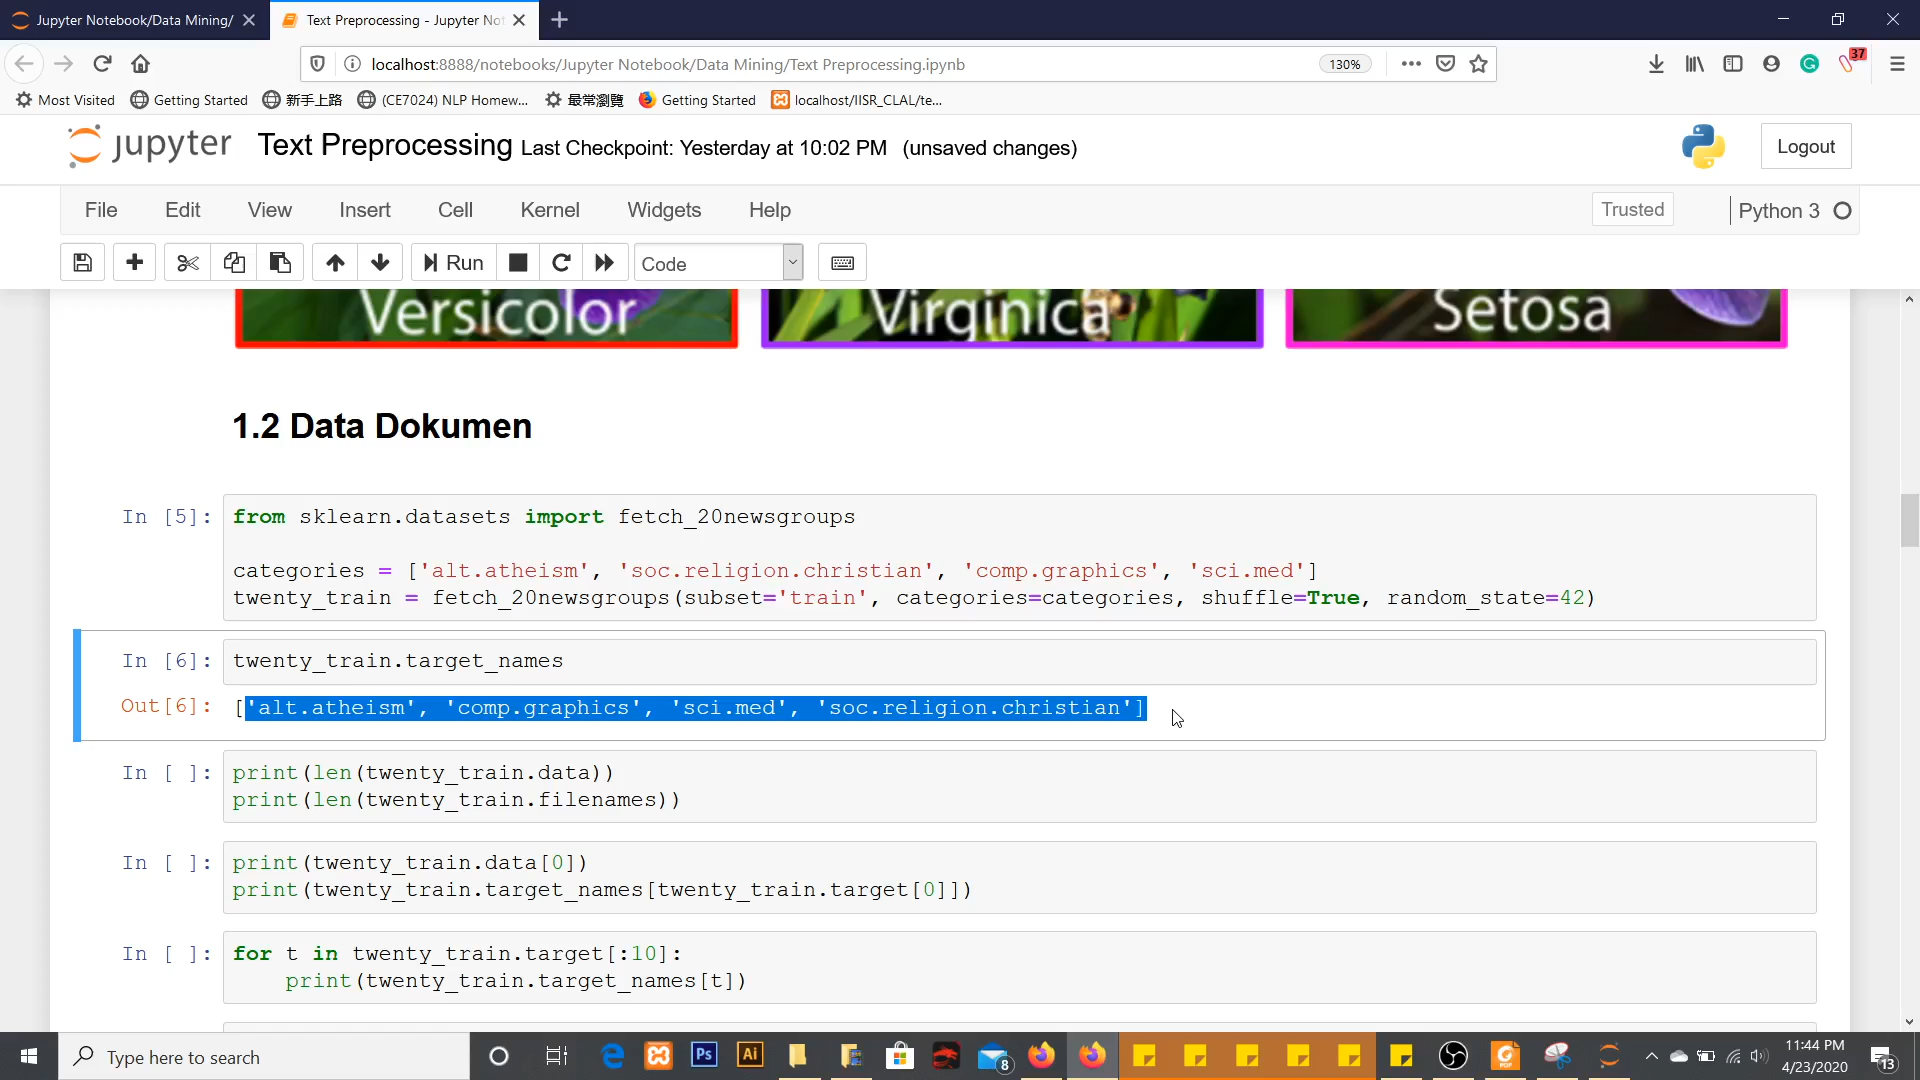 Jupyter Notebook/Data Mining/
Text Preprocessing - Jupyter Not
localhost:8888/notebooks/Jupyter Notebook/Data Mining/Text Preprocessing.ipynb
130%
37
Most Visited
Getting Started
新手上路
(CE7024) NLP Homew...
最常瀏覽
Getting Started
localhost/IISR_CLAL/te...
jupyter
Text Preprocessing Last Checkpoint: Yesterday at 10:02 PM (unsaved changes)
Logout
File
Edit
View
Insert
Cell
Kernel
Widgets
Help
Trusted
Python 3
Run
Code
Versicolor
Virginica
Setosa
1.2 Data Dokumen
In [5]:
from sklearn.datasets import fetch_20newsgroups
categories = ['alt.atheism', 'soc.religion.christian', 'comp.graphics', 'sci.med']
twenty_train = fetch_20newsgroups(subset='train', categories=categories, shuffle=True, random_state=42)
In [6]:
twenty_train.target_names
Out[6]:
['alt.atheism', 'comp.graphics', 'sci.med', 'soc.religion.christian']
In [ ]:
print(len(twenty_train.data))
print(len(twenty_train.filenames))
In [ ]:
print(twenty_train.data[0])
print(twenty_train.target_names[twenty_train.target[0]])
In [ ]:
for t in twenty_train.target[:10]:
    print(twenty_train.target_names[t])
Type here to search
Ps
Ai
8
11:44 PM
4/23/2020
13